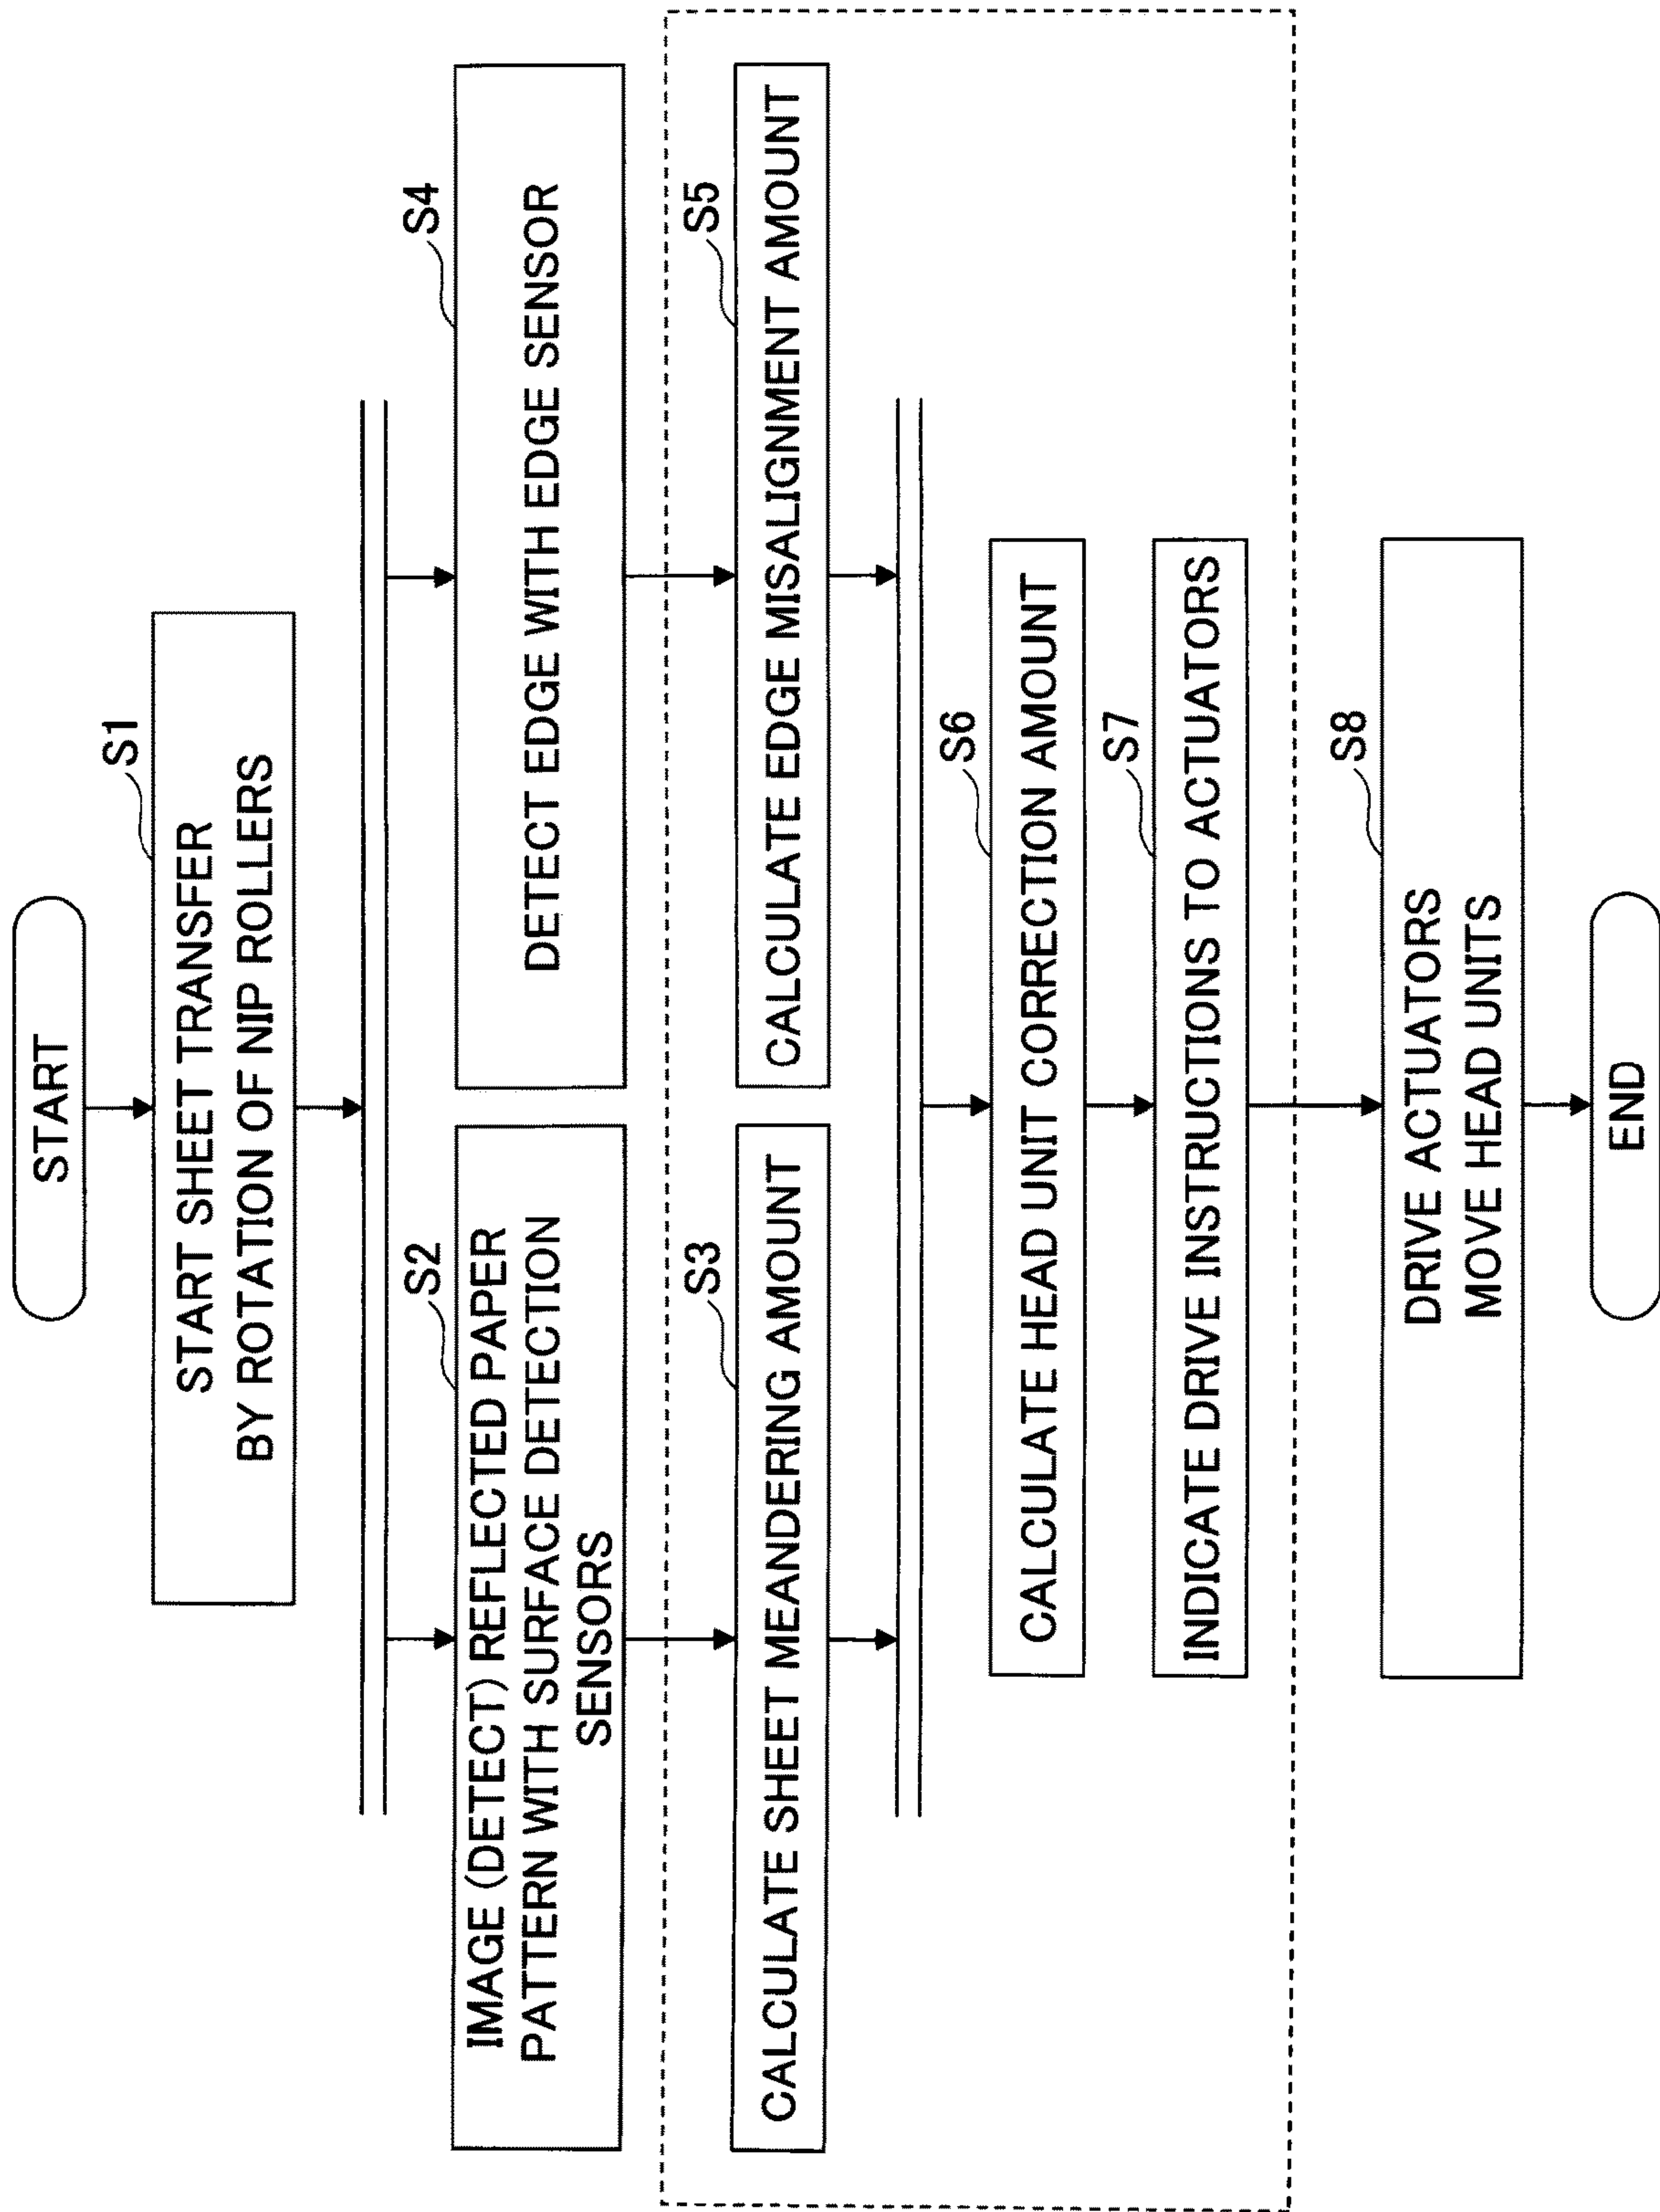 START
S1
START SHEET TRANSFER
BY ROTATION OF NIP ROLLERS
S2
IMAGE (DETECT) REFLECTED PAPER
PATTERN WITH SURFACE DETECTION
SENSORS
S4
DETECT EDGE WITH EDGE SENSOR
S3
CALCULATE SHEET MEANDERING AMOUNT
S5
CALCULATE EDGE MISALIGNMENT AMOUNT
S6
CALCULATE HEAD UNIT CORRECTION AMOUNT
S7
INDICATE DRIVE INSTRUCTIONS TO ACTUATORS
S8
DRIVE ACTUATORS
MOVE HEAD UNITS
END